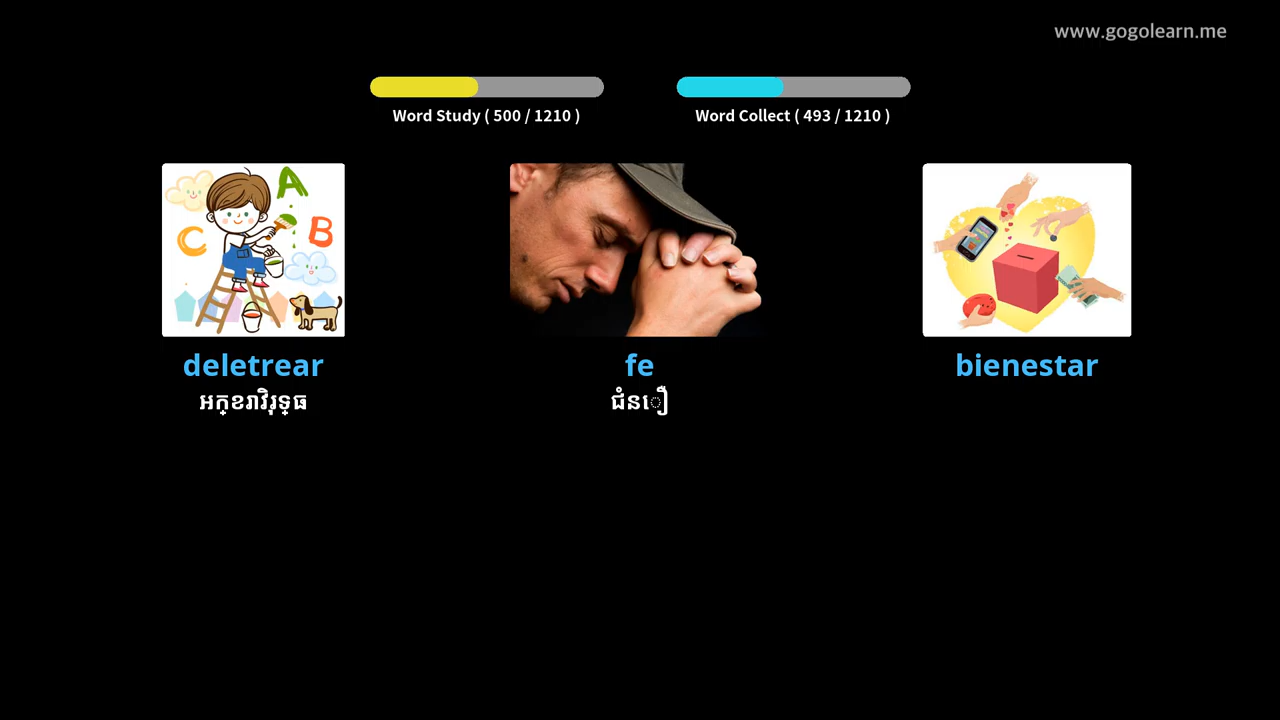 www.gogolearn.me
Word Study ( 500 / 1210 )
Word Collect ( 493 / 1210 )
A
B
C
deletrear
fe
bienestar
អក្ខរាវិរុទ្ធ
ជំនឿ